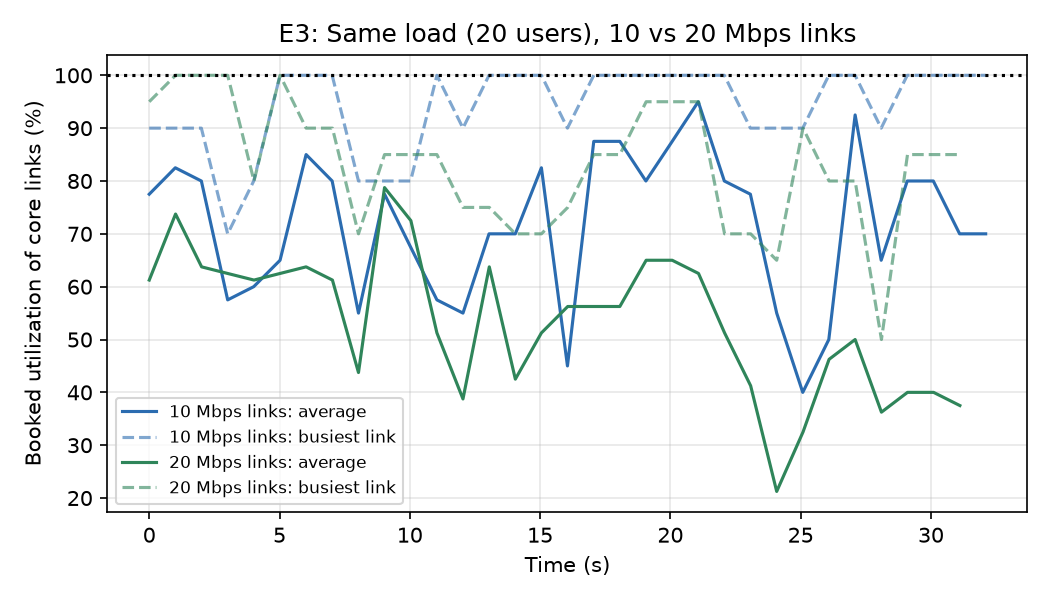 E3: Same load (20 users), 10 vs 20 Mbps links
Booked utilization of core links (%)
100
90
80
70
60
50
40
30
20
10 Mbps links: average
10 Mbps links: busiest link
20 Mbps links: average
20 Mbps links: busiest link
0 5 10 15 20 25 30
Time (s)